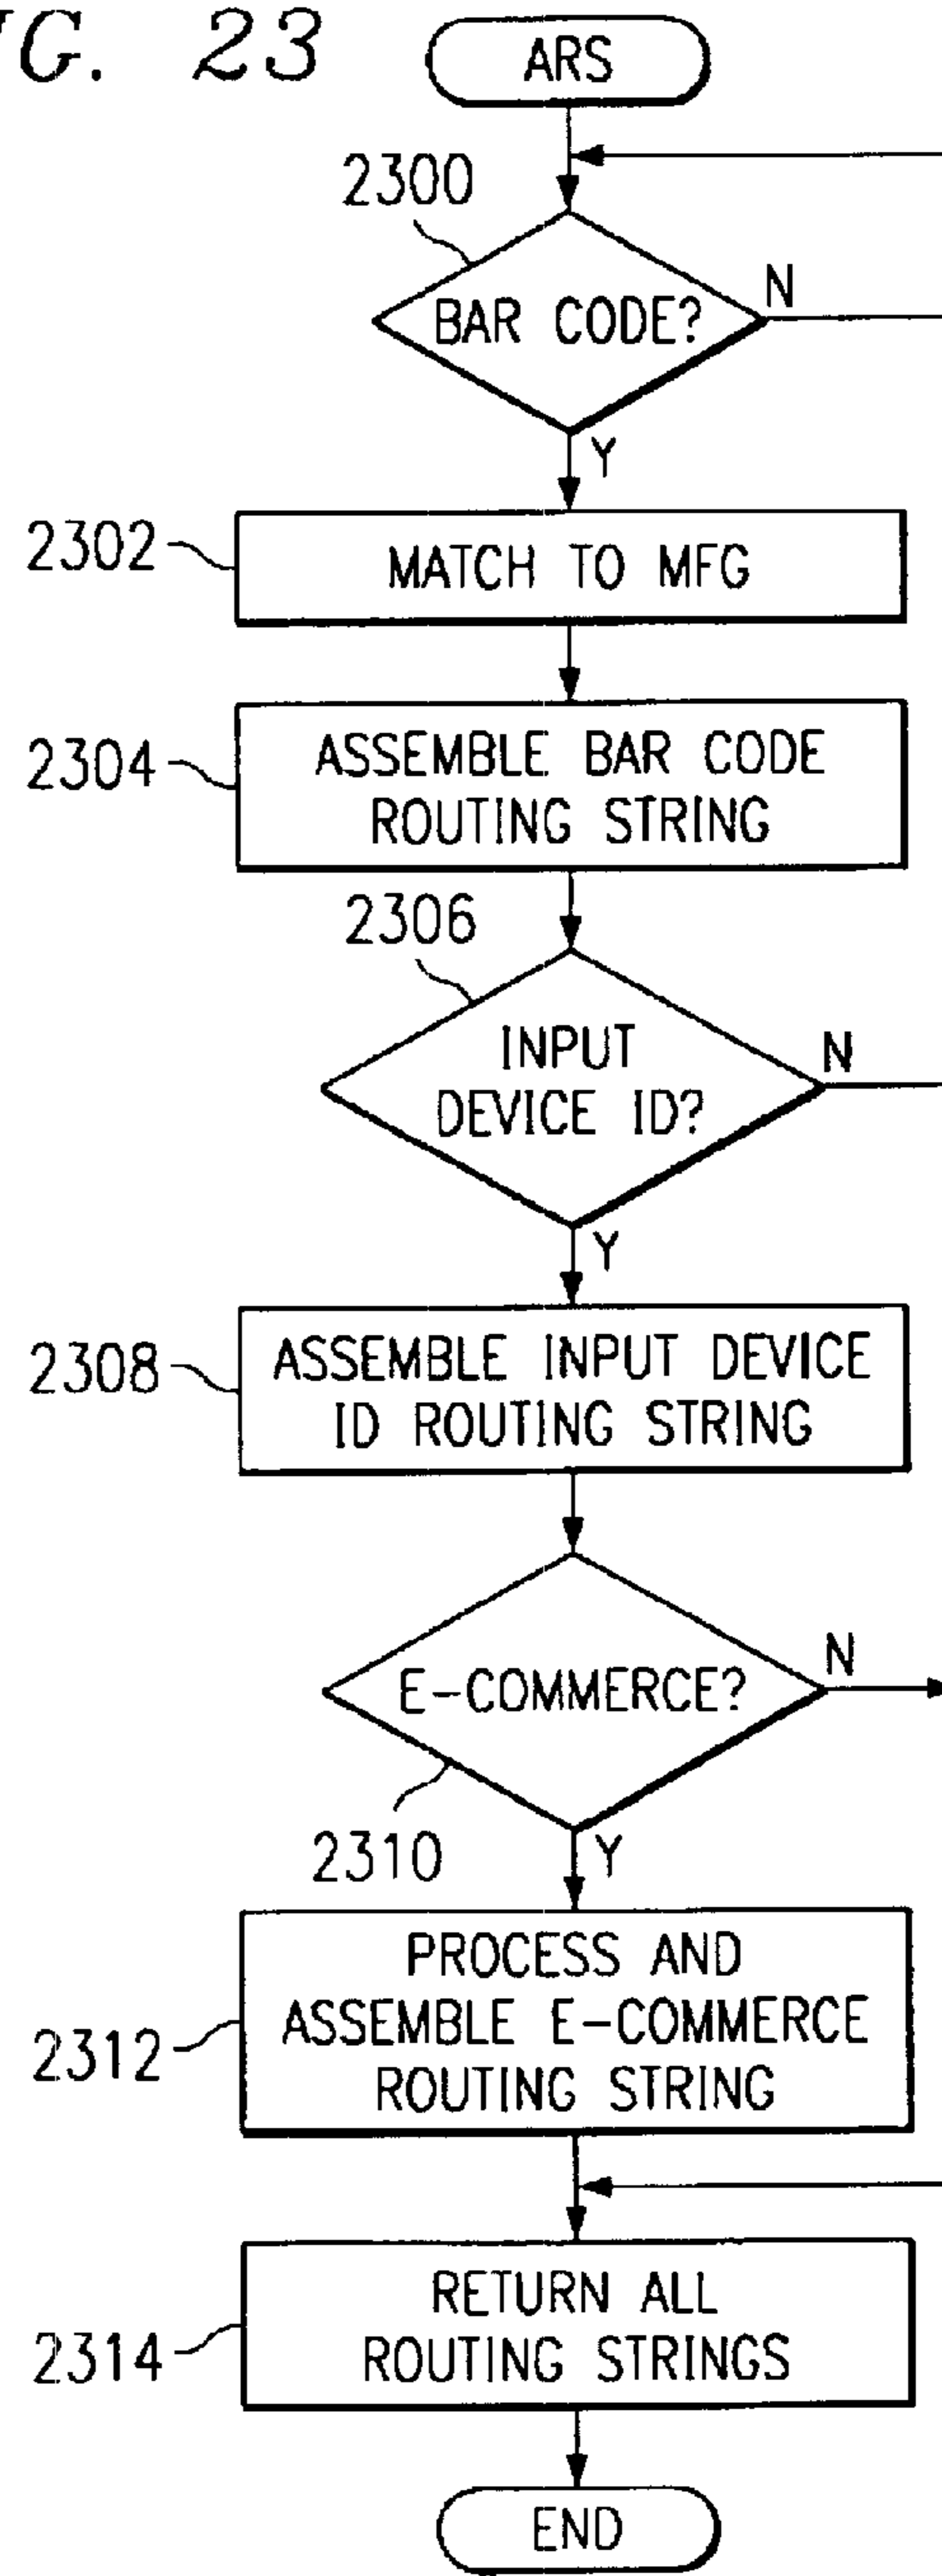 G. 23
ARS
2300
BAR CODE?
N
Y
2302
MATCH TO MFG
2304
ASSEMBLE BAR CODE
ROUTING STRING
2306
INPUT
DEVICE ID?
N
Y
2308
ASSEMBLE INPUT DEVICE
ID ROUTING STRING
E-COMMERCE?
N
2310
Y
PROCESS AND
ASSEMBLE E-COMMERCE
ROUTING STRING
2312
RETURN ALL
ROUTING STRINGS
2314
END